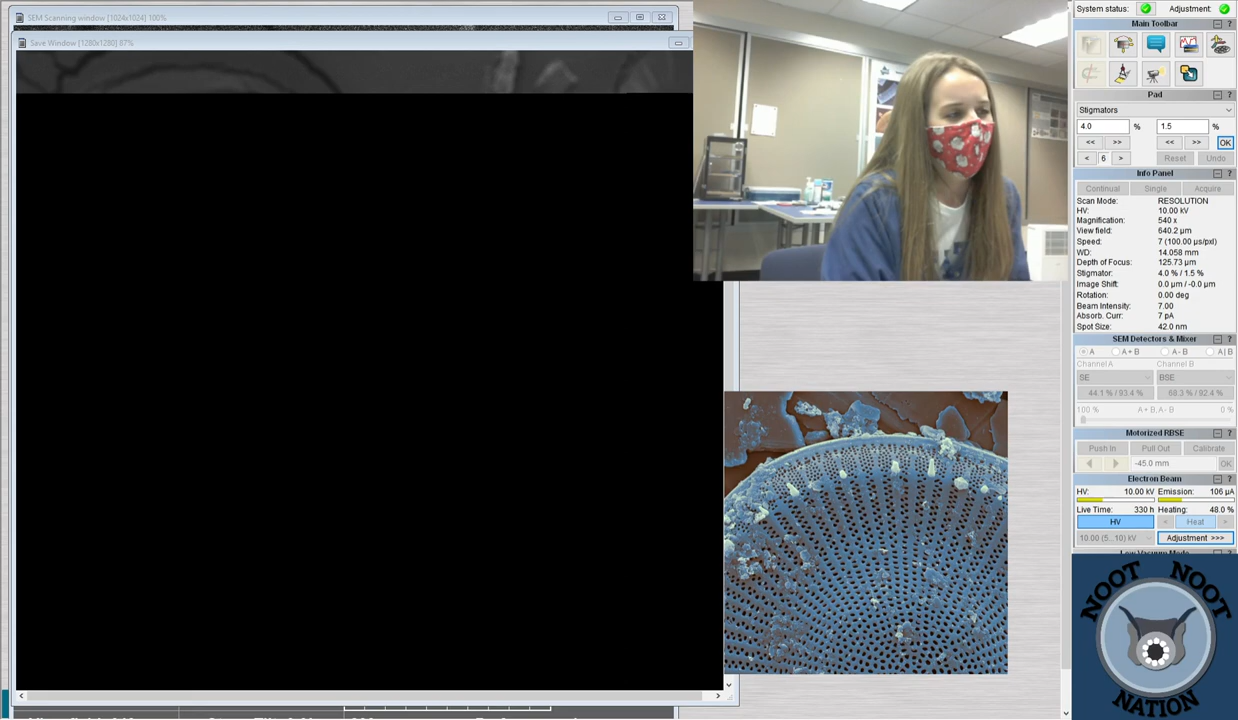 SEM Scanning window [1024x1024] 100%
Save Window [1280x1280] 87%
System status:
Adjustment:
Main Toolbar
Pad
Stigmators
4.0 % 1.5 %
<< >> << >> OK
< 6 > Reset Undo
Info Panel
Continual Single Acquire
Scan Mode: RESOLUTION
HV: 10.00 kV
Magnification: 540 x
View field: 640.2 µm
Speed: 7 (100.00 µs/pxl)
WD: 14.058 mm
Depth of Focus: 125.73 µm
Stigmator: 4.0 % / 1.5 %
Image Shift: 0.0 µm / -0.0 µm
Rotation: 0.00 deg
Beam Intensity: 7.00
Absorb. Curr: 7 pA
Spot Size: 42.0 nm
SEM Detectors & Mixer
A A+B A-B A|B
Channel A Channel B
SE BSE
44.1 % / 93.4 % 68.3 % / 92.4 %
100 % A+B, A-B 0 %
Motorized RBSE
Push In Pull Out Calibrate
-45.0 mm OK
Electron Beam
HV: 10.00 kV Emission: 106 µA
Live Time: 330 h Heating: 48.0 %
HV < Heat >
10.00 (5...10) kV Adjustment >>>
Low Vacuum Mode
NOOT NOOT
NATION